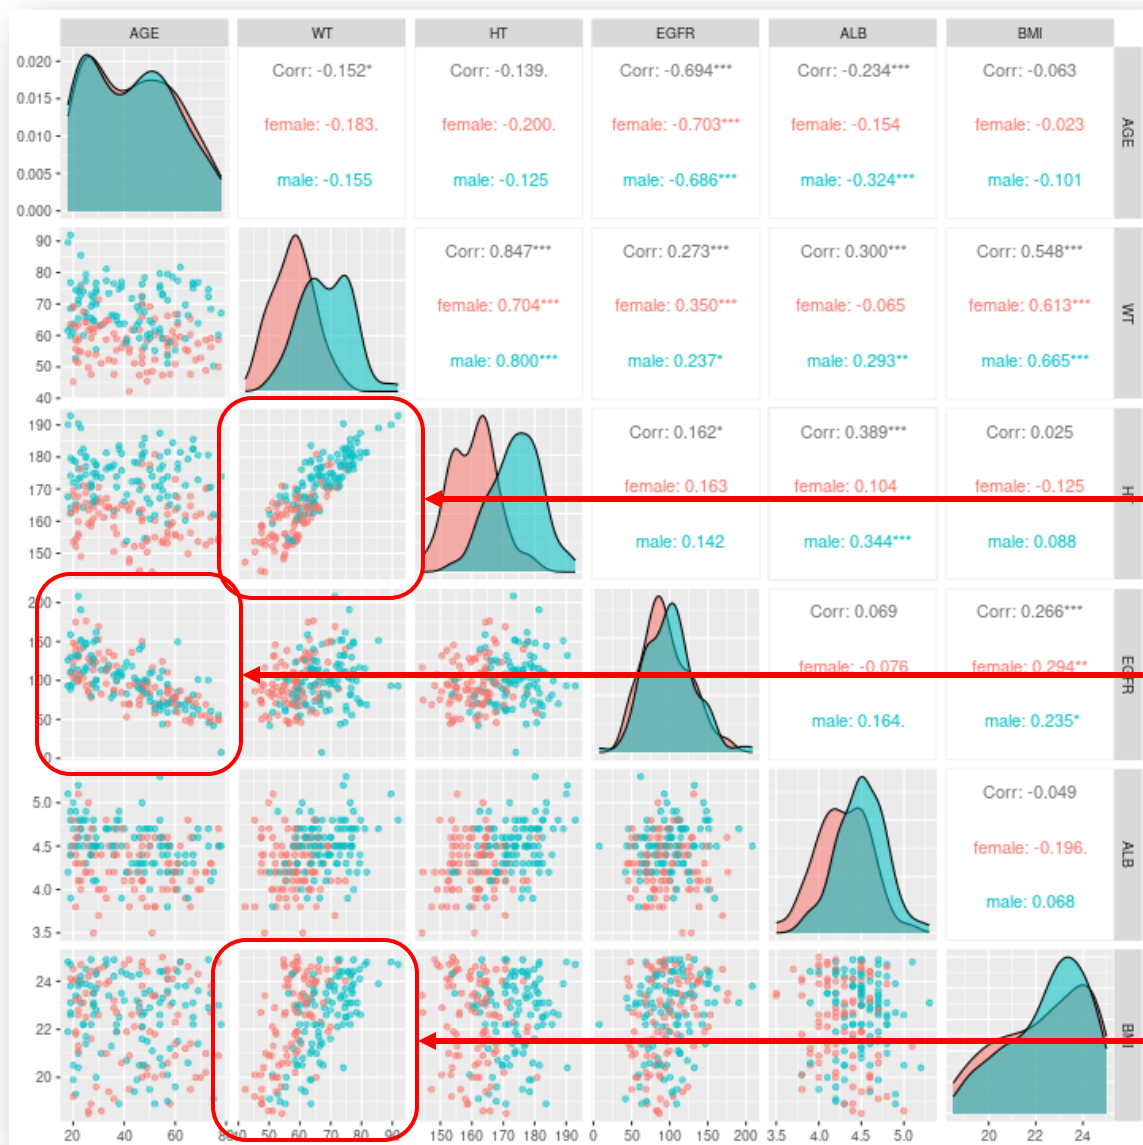 AGE WT HT EGFR ALB BMI
0.020 Corr: -0.152* Corr: -0.139. Corr: -0.694*** Corr: -0.234*** Corr: -0.063
0.015
female: -0.183. female: -0.200. female: -0.703*** female: -0.154 female: -0.023 AGE
0.010
0.005 male: -0.155 male: -0.125 male: -0.686*** male: -0.324*** male: -0.101
0.000
90 Corr: 0.847*** Corr: 0.273*** Corr: 0.300*** Corr: 0.548***
80
70 female: 0.704*** female: 0.350*** female: -0.065 female: 0.613*** WT
60
50 male: 0.800*** male: 0.237* male: 0.293** male: 0.665***
40
190 Corr: 0.162* Corr: 0.389*** Corr: 0.025
180
170 female: 0.163 female: 0.104 female: -0.125 HT
160
150 male: 0.142 male: 0.344*** male: 0.088
200 Corr: 0.069 Corr: 0.266***
150
100 female: -0.076 female: 0.294** EGFR
50 male: 0.164. male: 0.235*
0
5.0 Corr: -0.049
4.5 female: -0.196. ALB
4.0 male: 0.068
3.5
24
22 BMI
20
20 40 60 80 40 50 60 70 80 90 150 160 170 180 190 0 50 100 150 200 3.5 4.0 4.5 5.0 20 22 24